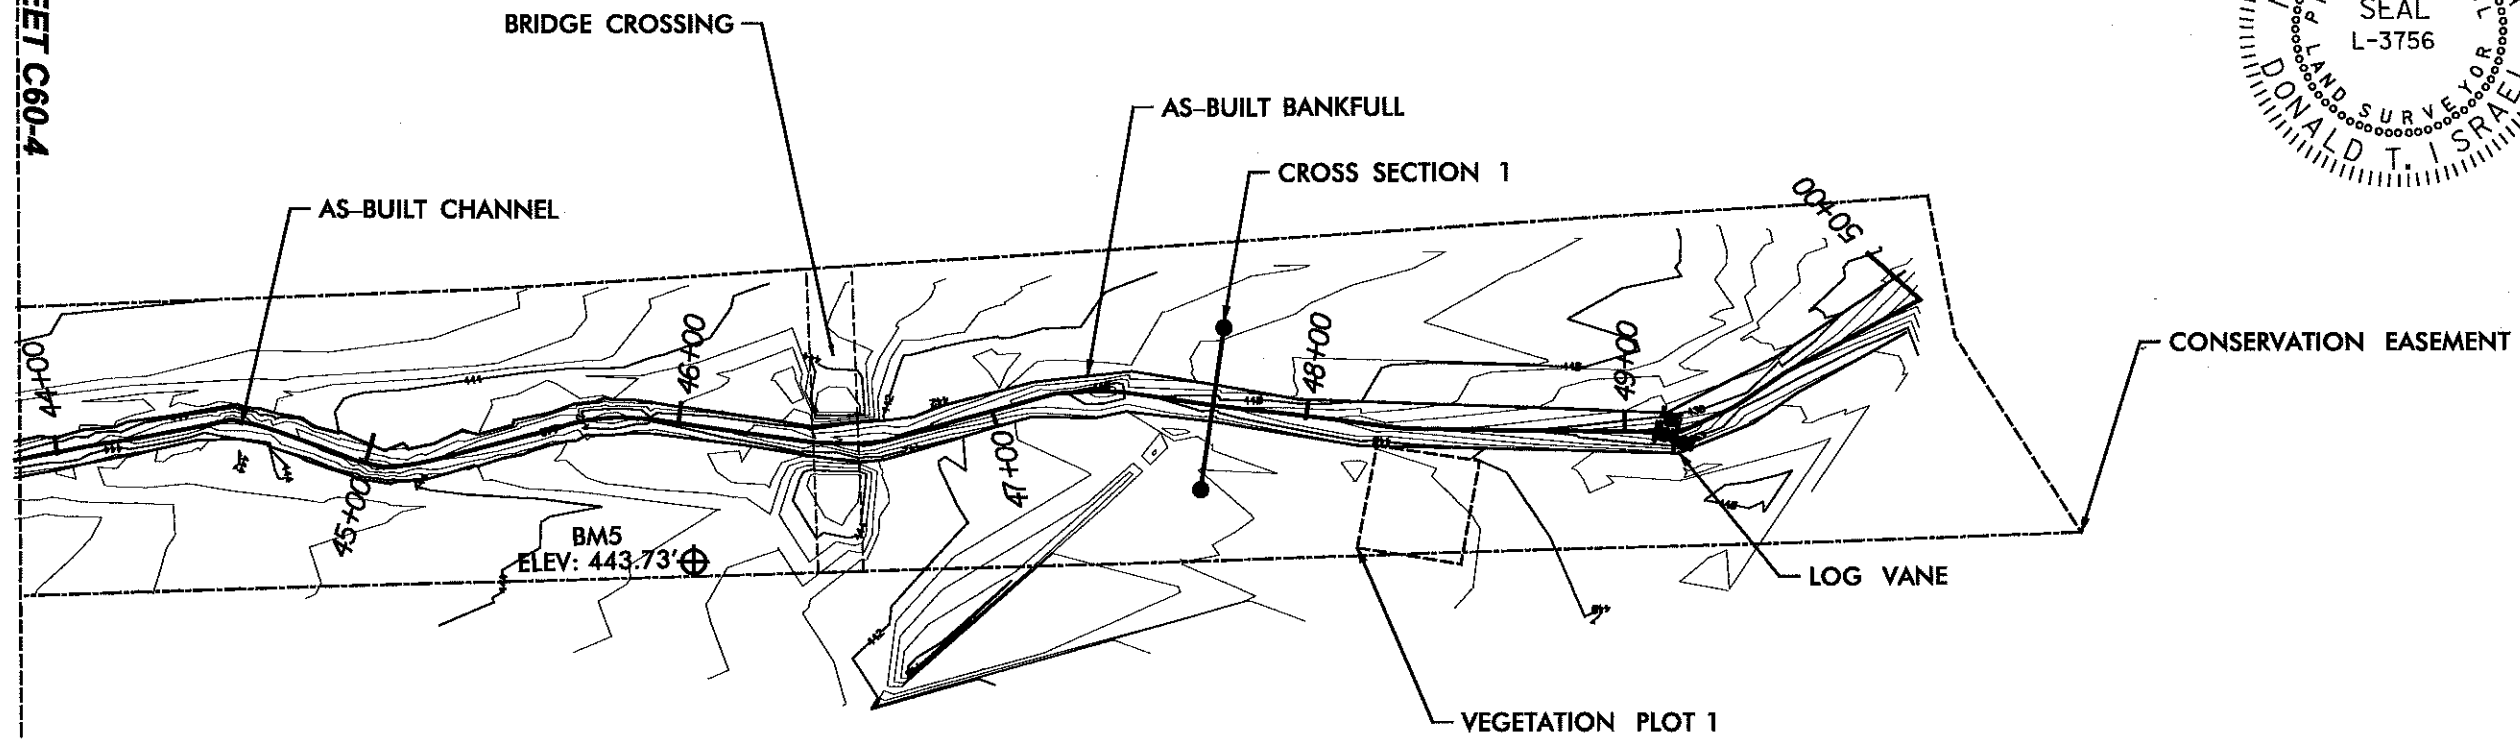 EET C60-4
BRIDGE CROSSING
AS-BUILT BANKFULL
CROSS SECTION 1
AS-BUILT CHANNEL
SEAL
L-3756
LAND SURVEYOR
DONALD T. ISRAEL
50+00
44+00
45+00
46+00
47+00
48+00
49+00
BM5
ELEV: 443.73'
CONSERVATION EASEMENT
LOG VANE
VEGETATION PLOT 1